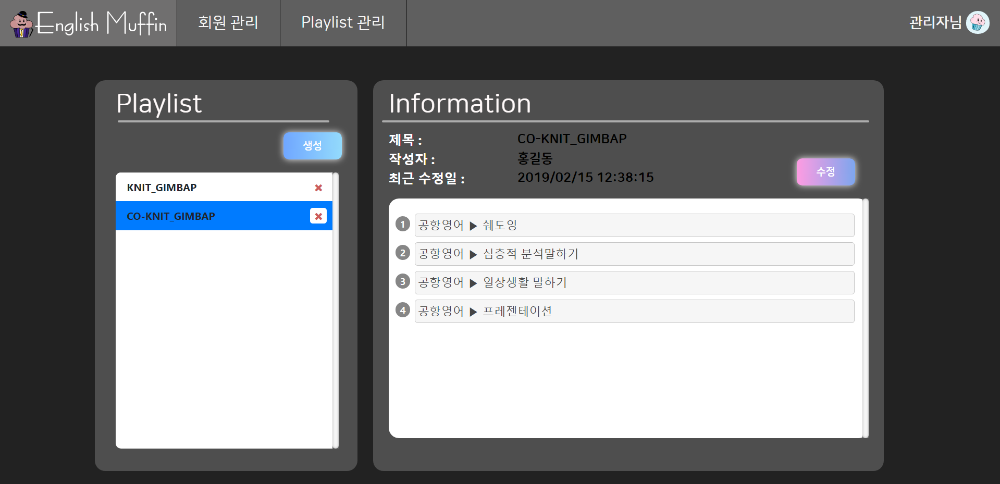 English Muffin
회원 관리
Playlist 관리
관리자님
Playlist
생성
KNIT_GIMBAP
CO-KNIT_GIMBAP
Information
제목 : CO-KNIT_GIMBAP
작성자 : 홍길동
최근 수정일 : 2019/02/15 12:38:15
수정
1 공항영어 ▶ 쉐도잉
2 공항영어 ▶ 심층적 분석말하기
3 공항영어 ▶ 일상생활 말하기
4 공항영어 ▶ 프레젠테이션